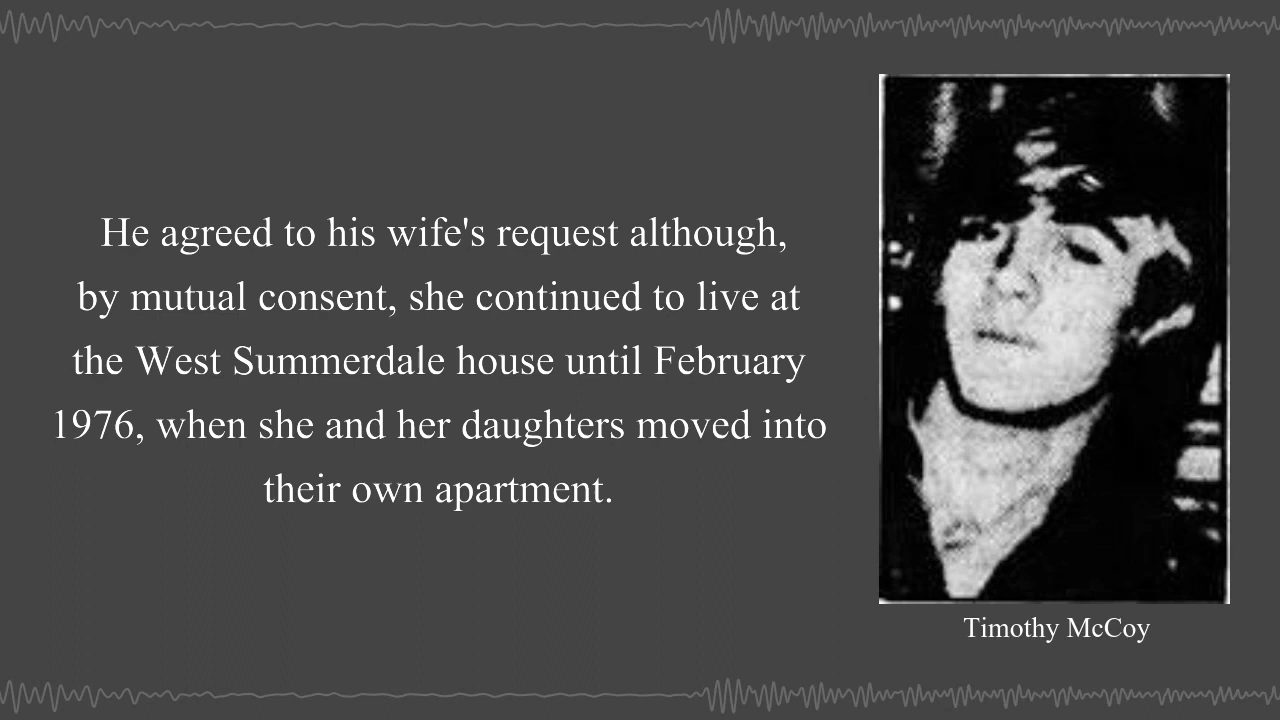 He agreed to his wife's request although,
by mutual consent, she continued to live at
the West Summerdale house until February
1976, when she and her daughters moved into
their own apartment.
Timothy McCoy